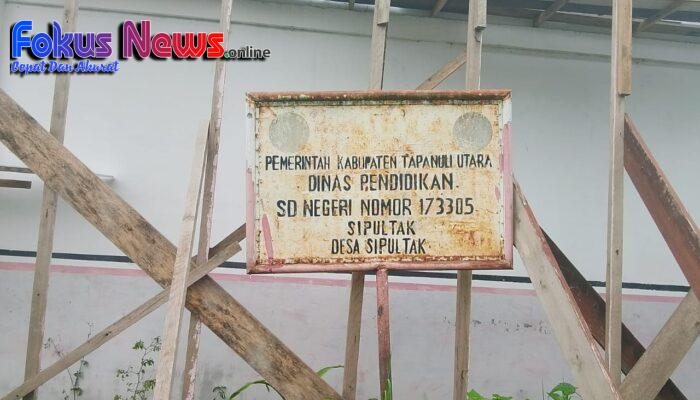 Fokus News.online
Cepat Dan Akurat
PEMERINTAH KABUPATEN TAPANULI UTARA
DINAS PENDIDIKAN.
SD NEGERI NOMOR 173305.
SIPULTAK
DESA SIPULTAK